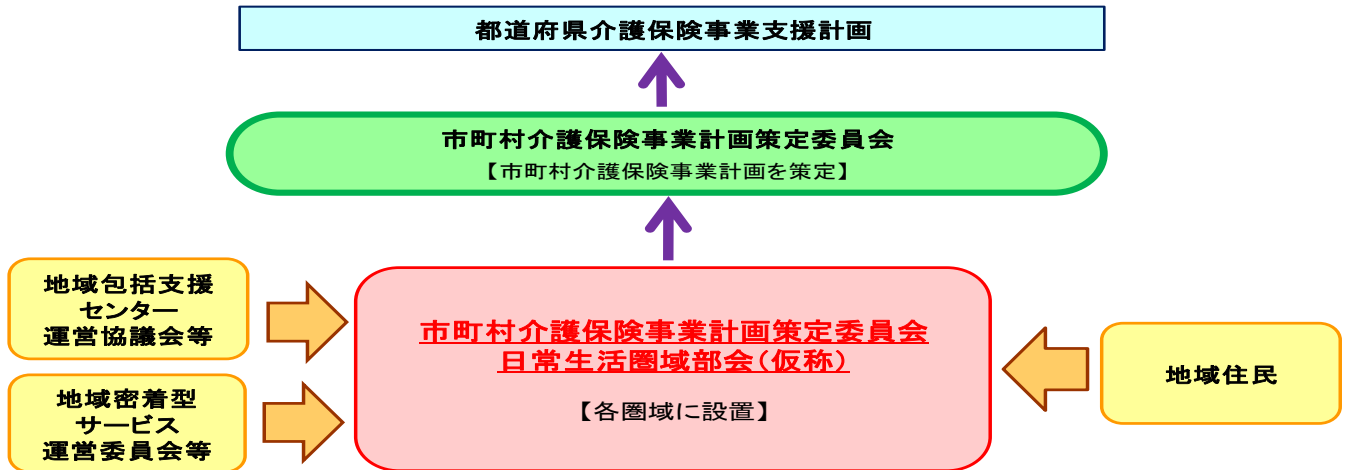 都道府県介護保険事業支援計画
市町村介護保険事業計画策定委員会
【市町村介護保険事業計画を策定】
地域包括支援
センター
運営協議会等
地域密着型
サービス
運営委員会等
市町村介護保険事業計画策定委員会
日常生活圏域部会(仮称)
【各圏域に設置】
地域住民